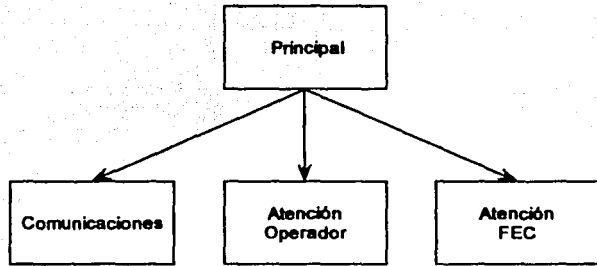 Principal
Comunicaciones
Atención
Operador
Atención
FEC